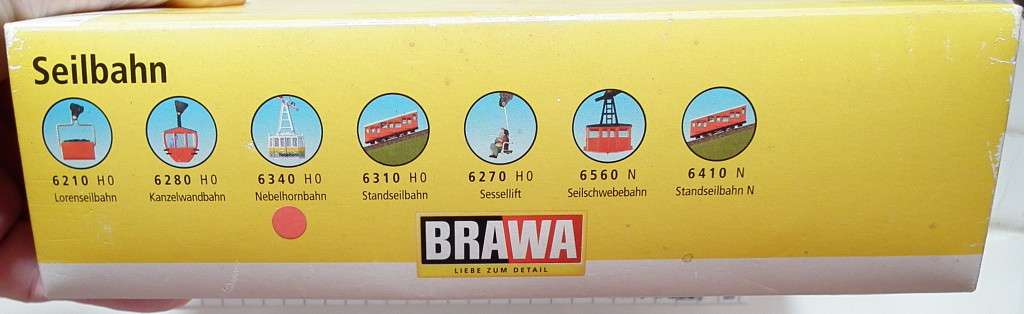 Seilbahn
6210 H0 6280 H0 6340 H0 6310 H0 6270 H0 6560 N 6410 N
Lorenseilbahn Kanzelwandbahn Nebelhornbahn Standseilbahn Sessellift Seilschwebebahn Standseilbahn N
BRAWA
LIEBE ZUM DETAIL